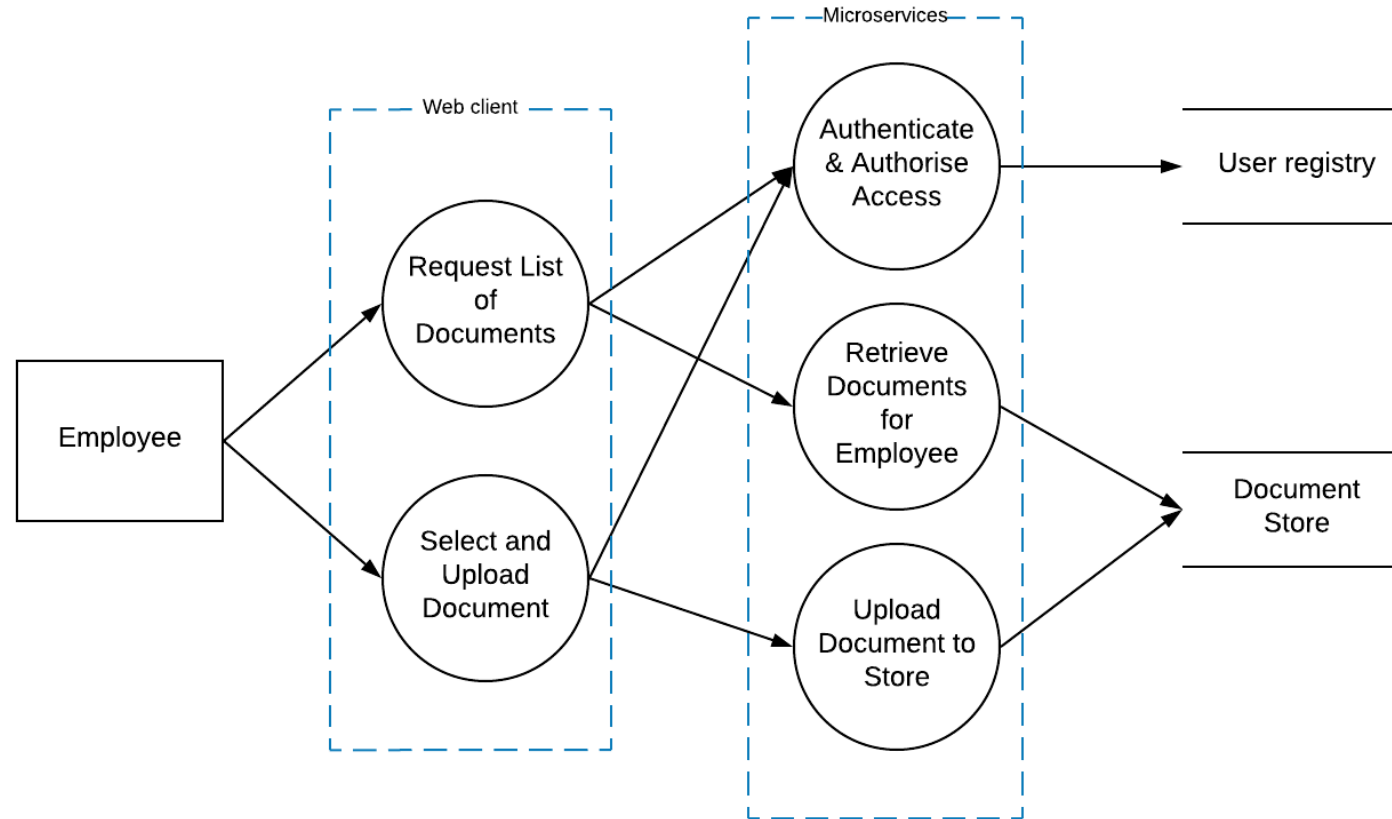 Microservices
Web client
Authenticate
& Authorise
Access
User registry
Request List
of
Documents
Retrieve
Documents
for
Employee
Employee
Document
Store
Select and
Upload
Document
Upload
Document to
Store